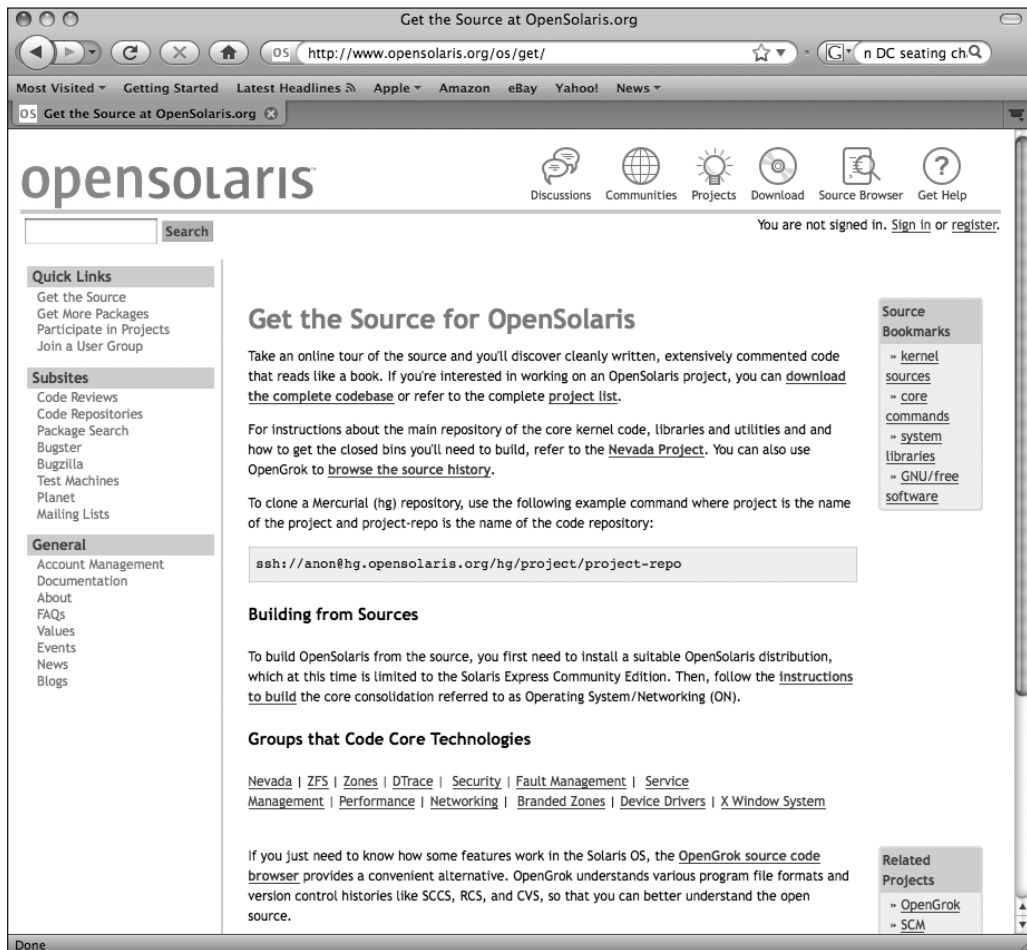 Get the Source at OpenSolaris.org
OS http://www.opensolaris.org/os/get/
G n DC seating ch
Most Visited Getting Started Latest Headlines Apple Amazon eBay Yahoo! News
OS Get the Source at OpenSolaris.org
opensolaris™
Discussions Communities Projects Download Source Browser Get Help
Search
You are not signed in. Sign in or register.
Quick Links
Get the Source
Get More Packages
Participate in Projects
Join a User Group
Subsites
Code Reviews
Code Repositories
Package Search
Bugster
Bugzilla
Test Machines
Planet
Mailing Lists
General
Account Management
Documentation
About
FAQs
Values
Events
News
Blogs
Get the Source for OpenSolaris
Take an online tour of the source and you'll discover cleanly written, extensively commented code
that reads like a book. If you're interested in working on an OpenSolaris project, you can download
the complete codebase or refer to the complete project list.
For instructions about the main repository of the core kernel code, libraries and utilities and and
how to get the closed bins you'll need to build, refer to the Nevada Project. You can also use
OpenGrok to browse the source history.
To clone a Mercurial (hg) repository, use the following example command where project is the name
of the project and project-repo is the name of the code repository:
ssh://anon@hg.opensolaris.org/hg/project/project-repo
Building from Sources
To build OpenSolaris from the source, you first need to install a suitable OpenSolaris distribution,
which at this time is limited to the Solaris Express Community Edition. Then, follow the instructions
to build the core consolidation referred to as Operating System/Networking (ON).
Groups that Code Core Technologies
Nevada | ZFS | Zones | DTrace | Security | Fault Management | Service
Management | Performance | Networking | Branded Zones | Device Drivers | X Window System
If you just need to know how some features work in the Solaris OS, the OpenGrok source code
browser provides a convenient alternative. OpenGrok understands various program file formats and
version control histories like SCCS, RCS, and CVS, so that you can better understand the open
source.
Source
Bookmarks
» kernel
sources
» core
commands
» system
libraries
» GNU/free
software
Related
Projects
» OpenGrok
» SCM
Done